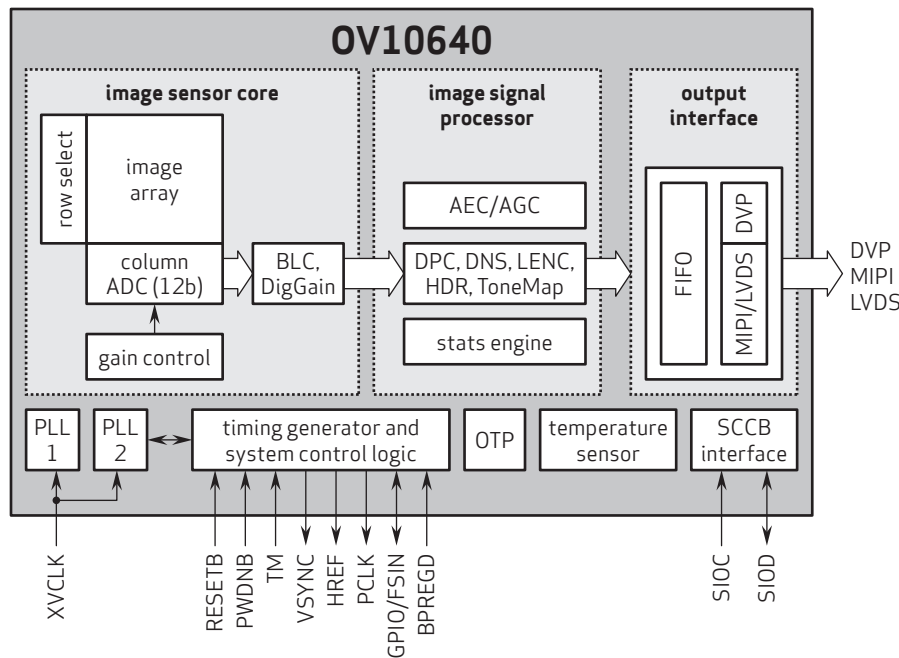 OV10640
image sensor core
image signal
processor
output
interface
row select
image
array
column
ADC (12b)
gain control
BLC,
DigGain
AEC/AGC
DPC, DNS, LENC,
HDR, ToneMap
stats engine
FIFO
DVP
MIPI/LVDS
DVP
MIPI
LVDS
PLL
1
PLL
2
timing generator and
system control logic
OTP
temperature
sensor
SCCB
interface
XVCLK
RESETB
PWDNB
TM
VSYNC
HREF
PCLK
GPIO/FSIN
BPREGD
SIOC
SIOD